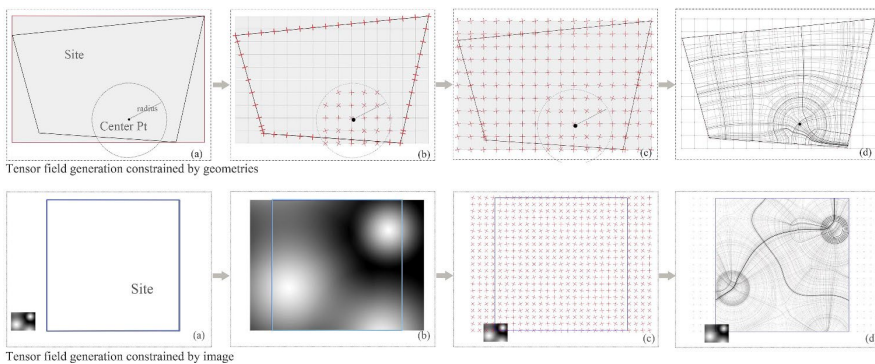 Site
radius
Center Pt
(a)
(b)
(c)
(d)
Tensor field generation constrained by geometries
Site
(a)
(b)
(c)
(d)
Tensor field generation constrained by image